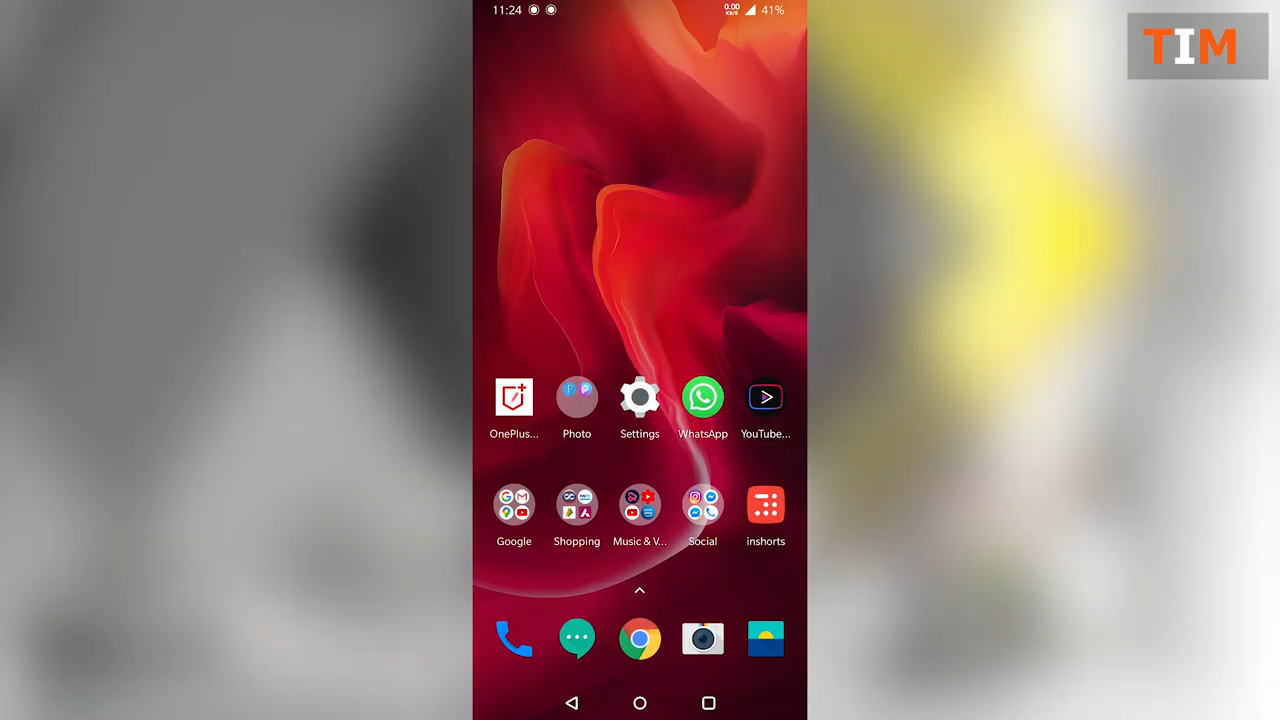 11:24
0.00
KB/S
41%
TIM
OnePlus...
Photo
Settings
WhatsApp
YouTube...
Google
Shopping
Music & V...
Social
inshorts